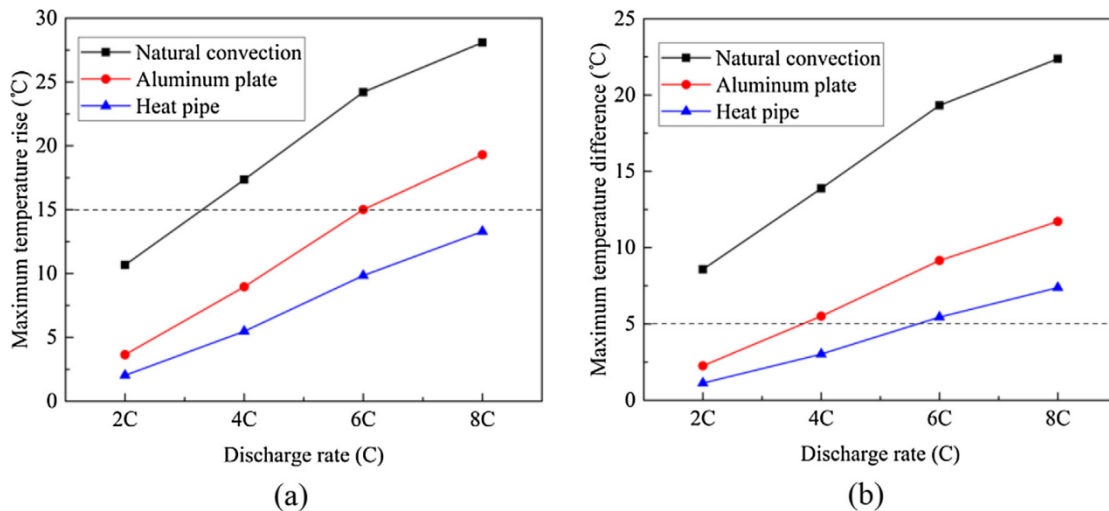 30
25
20
15
10
5
0
Maximum temperature rise (℃)
Natural convection
Aluminum plate
Heat pipe
2C 4C 6C 8C
Discharge rate (C)
(a)
25
20
15
10
5
0
Maximum temperature difference (℃)
Natural convection
Aluminum plate
Heat pipe
2C 4C 6C 8C
Discharge rate (C)
(b)